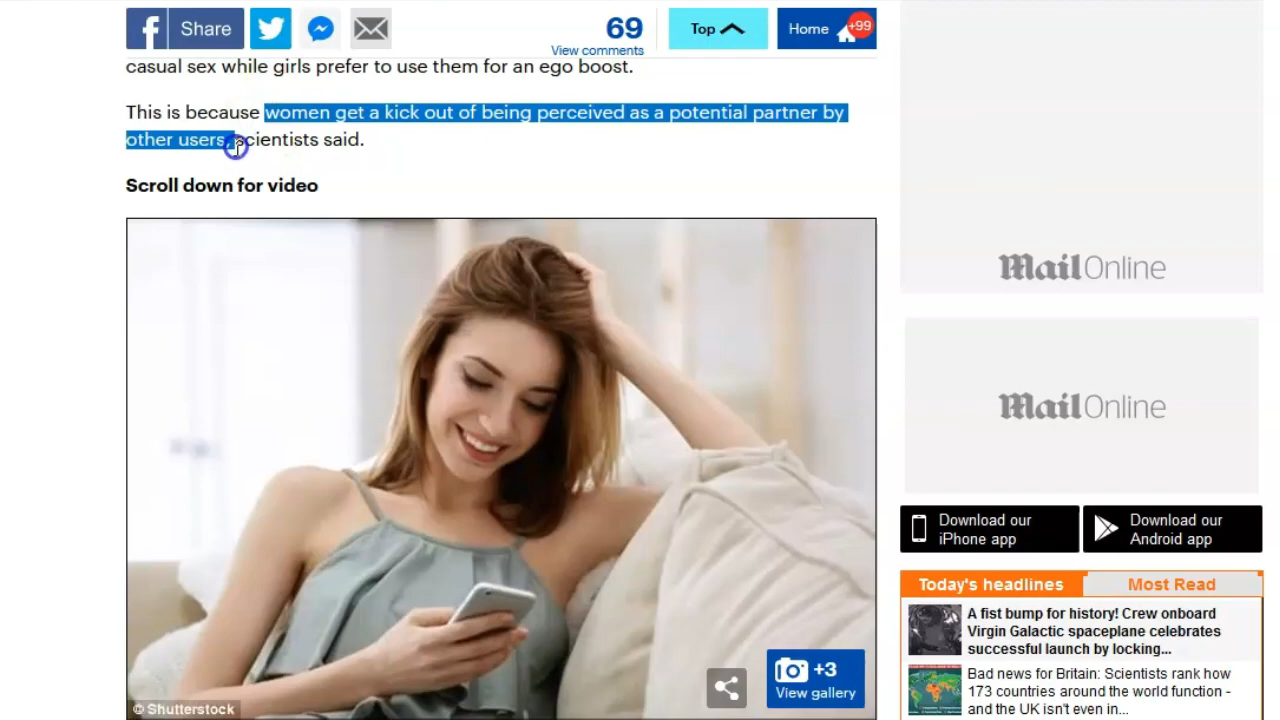 Share
69
View comments
Top
Home
+99
casual sex while girls prefer to use them for an ego boost.
This is because women get a kick out of being perceived as a potential partner by
other users, scientists said.
Scroll down for video
© Shutterstock
+3
View gallery
Mail Online
Mail Online
Download our
iPhone app
Download our
Android app
Today's headlines
Most Read
A fist bump for history! Crew onboard
Virgin Galactic spaceplane celebrates
successful launch by locking...
Bad news for Britain: Scientists rank how
173 countries around the world function -
and the UK isn't even in...